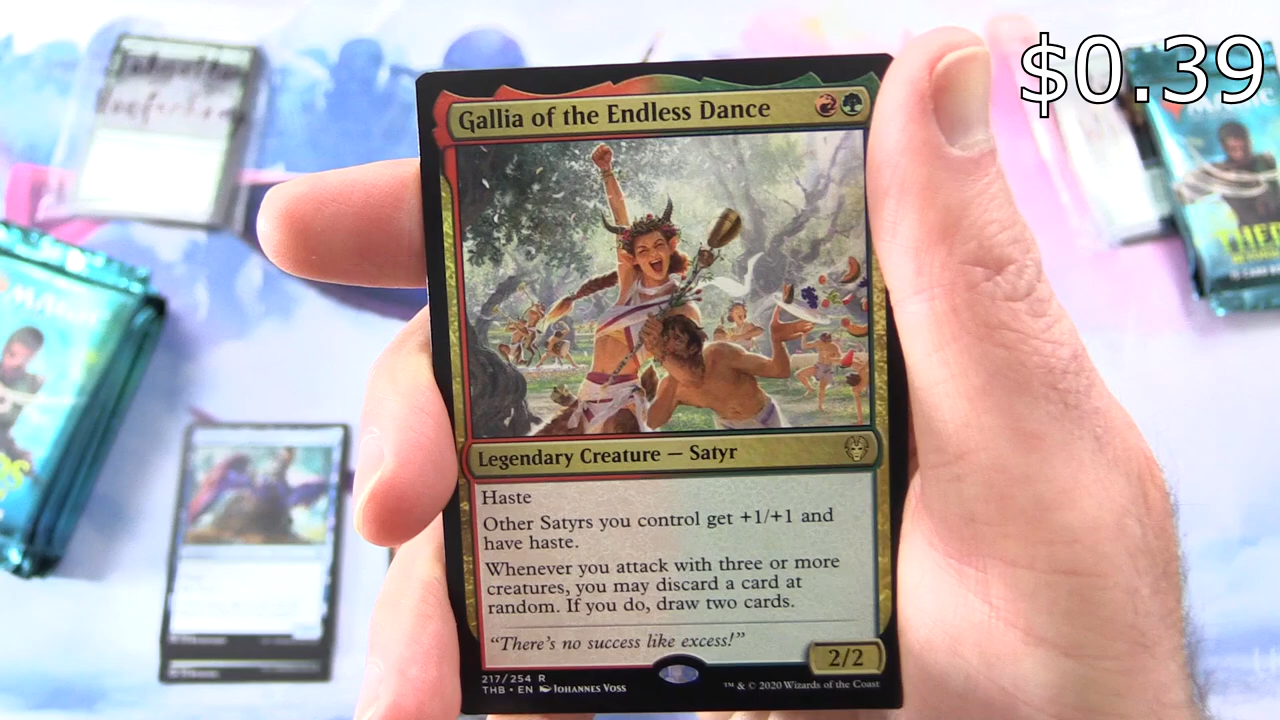 $0.39
Gallia of the Endless Dance
Legendary Creature — Satyr
Haste
Other Satyrs you control get +1/+1 and
have haste.
Whenever you attack with three or more
creatures, you may discard a card at
random. If you do, draw two cards.
"There's no success like excess!"
2/2
217/254 R
THB • EN Johannes Voss
™ & © 2020 Wizards of the Coast